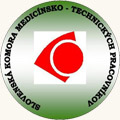 SLOVENSKÁ KOMORA MEDICÍNSKO - TECHNICKÝCH PRACOVNÍKOV